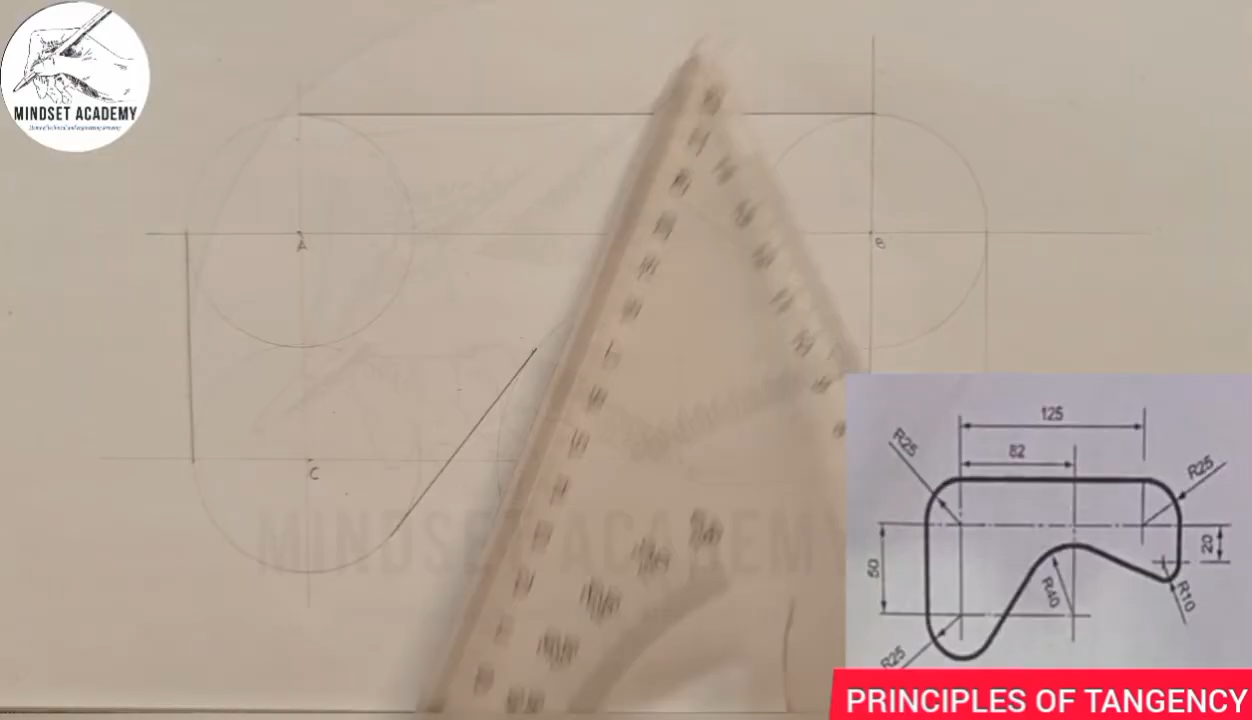 MINDSET ACADEMY
A
B
C
MINDSET ACADEMY
125
82
R25
R25
50
20
R40
R10
R25
PRINCIPLES OF TANGENCY